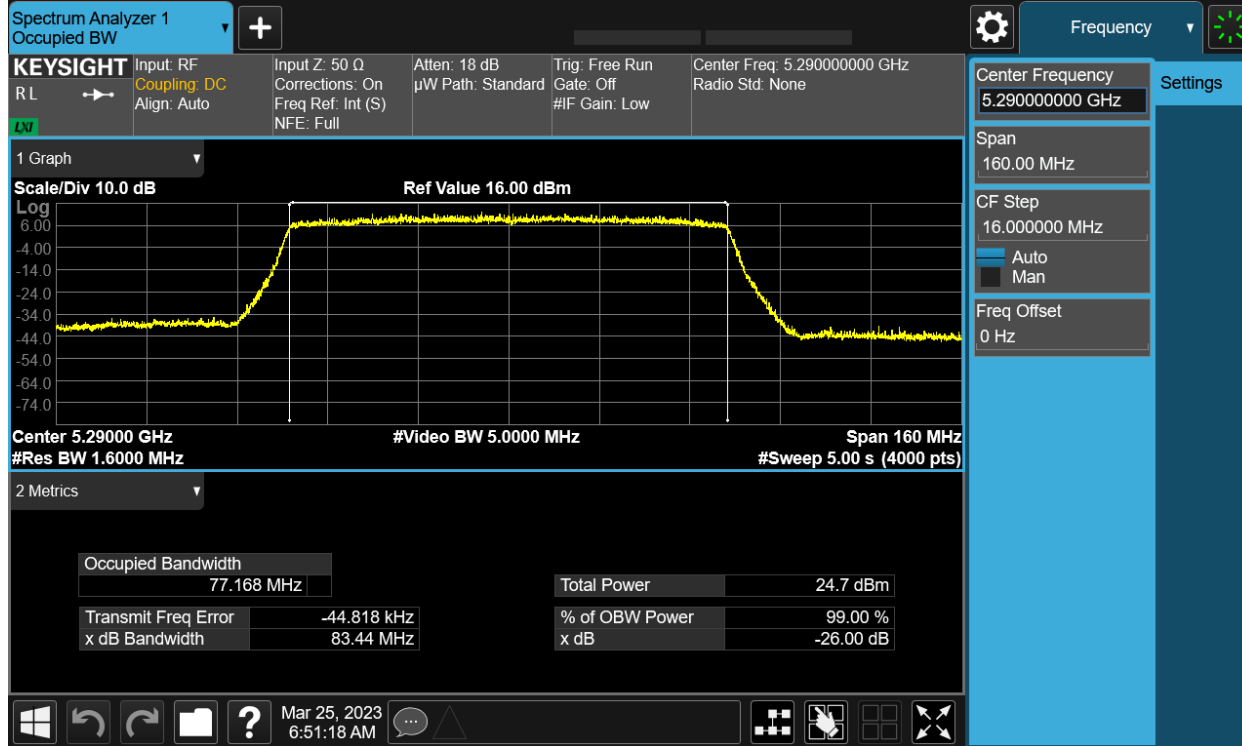 Spectrum Analyzer 1
Occupied BW
Frequency
KEYSIGHT
R L
LXI
Input: RF
Coupling: DC
Align: Auto
Input Z: 50 Ω
Corrections: On
Freq Ref: Int (S)
NFE: Full
Atten: 18 dB
µW Path: Standard
Trig: Free Run
Gate: Off
#IF Gain: Low
Center Freq: 5.290000000 GHz
Radio Std: None
Center Frequency
5.290000000 GHz
Settings
Span
160.00 MHz
CF Step
16.000000 MHz
Auto
Man
Freq Offset
0 Hz
1 Graph
Scale/Div 10.0 dB
Ref Value 16.00 dBm
Log
6.00
-4.00
-14.0
-24.0
-34.0
-44.0
-54.0
-64.0
-74.0
Center 5.29000 GHz
#Video BW 5.0000 MHz
Span 160 MHz
#Res BW 1.6000 MHz
#Sweep 5.00 s (4000 pts)
2 Metrics
Occupied Bandwidth
77.168 MHz
Total Power 24.7 dBm
Transmit Freq Error -44.818 kHz
% of OBW Power 99.00 %
x dB Bandwidth 83.44 MHz
x dB -26.00 dB
?
Mar 25, 2023
6:51:18 AM